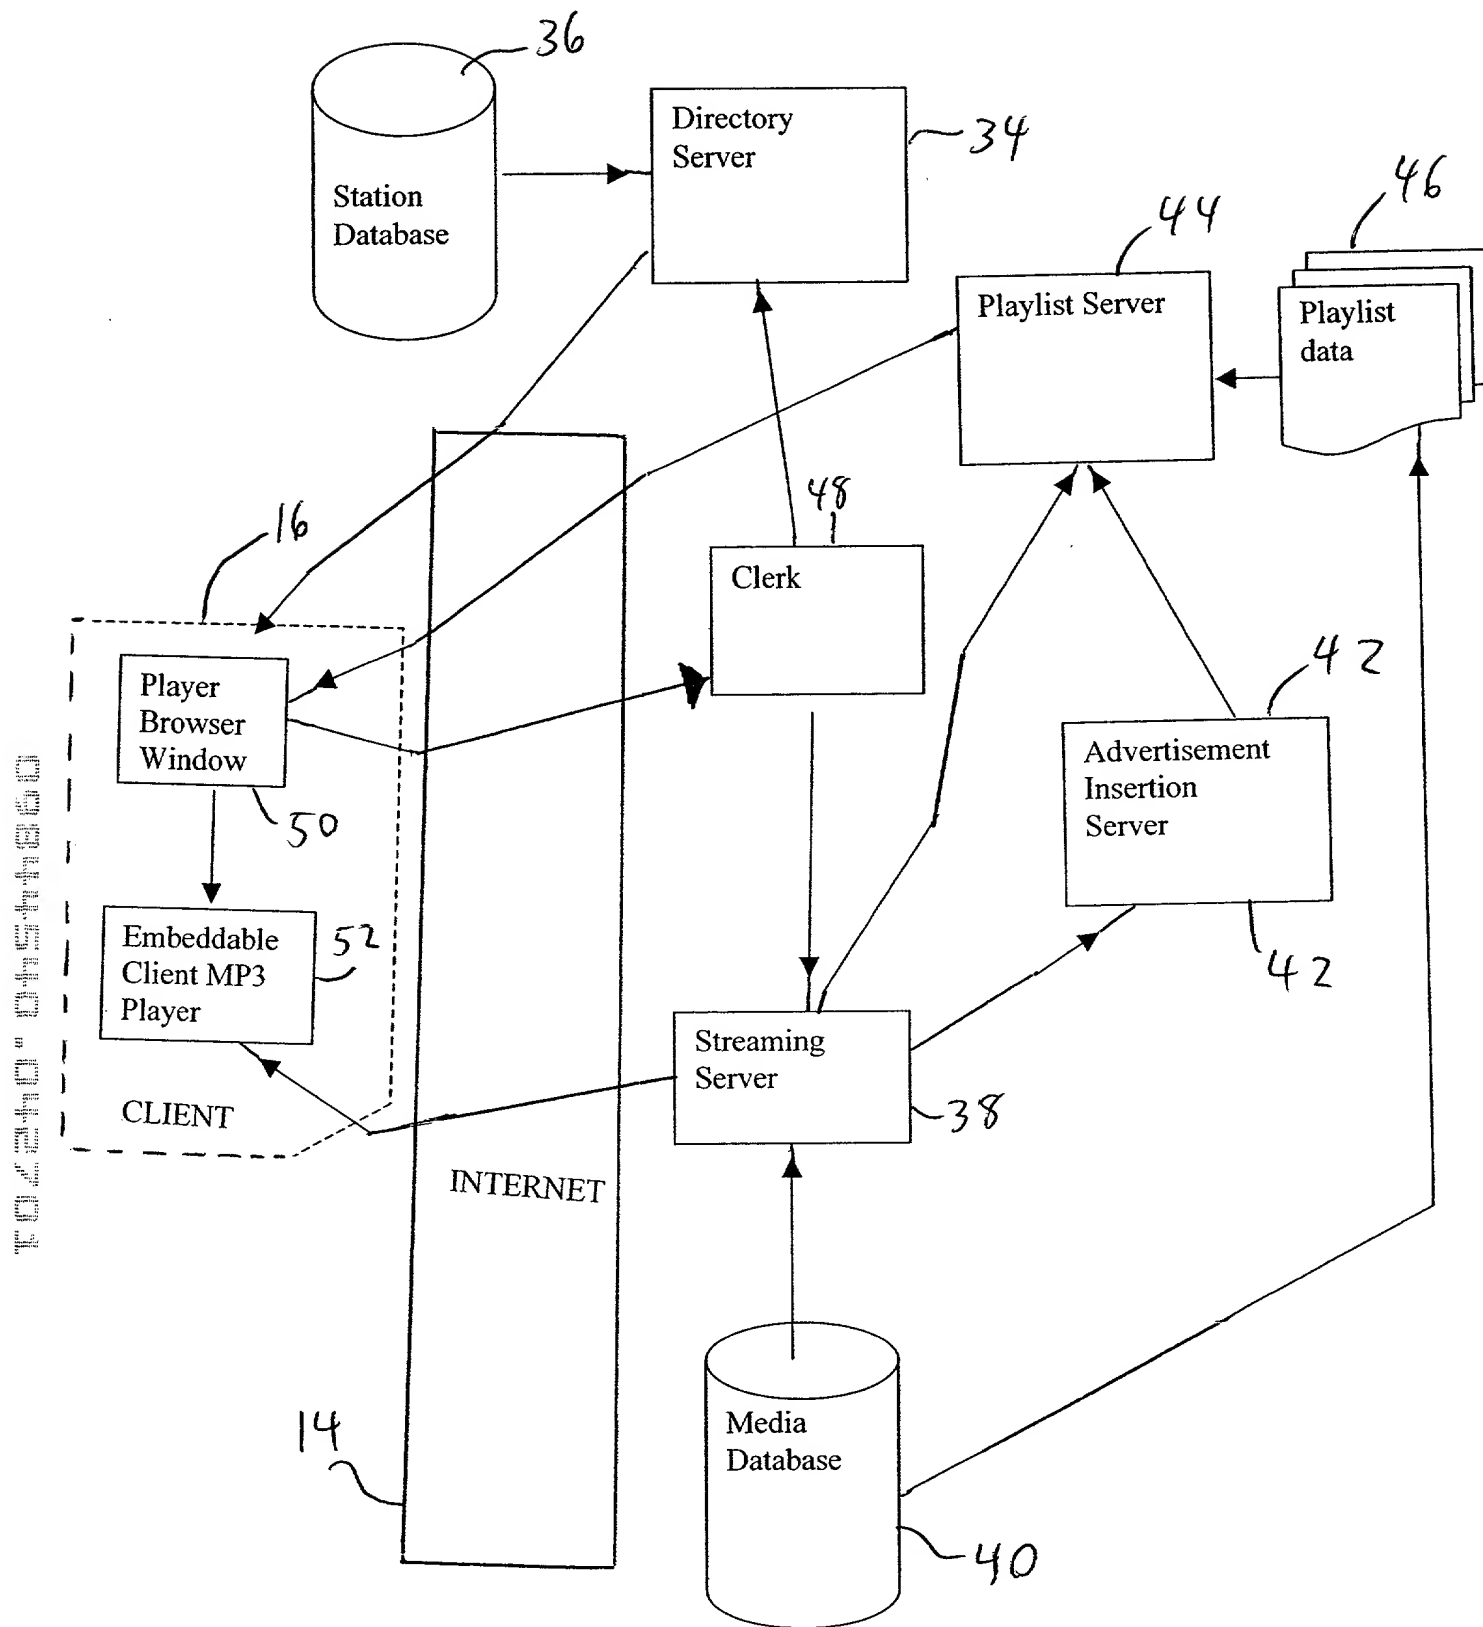 36
Directory
Server
34
Station
Database
46
44
Playlist Server
Playlist
data
16
48
Clerk
Player
Browser
Window
50
42
Advertisement
Insertion
Server
42
Embeddable
Client MP3
Player
52
CLIENT
Streaming
Server
38
INTERNET
14
Media
Database
40